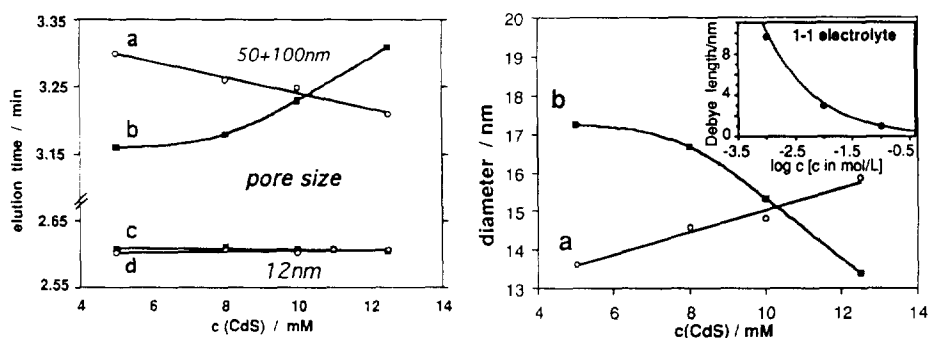 3.35
3.25
3.15
2.65
2.55
elution time / min
a
b
c
d
50+100nm
pore size
12nm
4 6 8 10 12 14
c (CdS) / mM
20
19
18
17
16
15
14
13
diameter / nm
b
a
4 6 8 10 12 14
c(CdS) / mM
1-1 electrolyte
Debye length/nm
8
4
0
-3.5 -2.5 -1.5 -0.5
log c [c in mol/L]